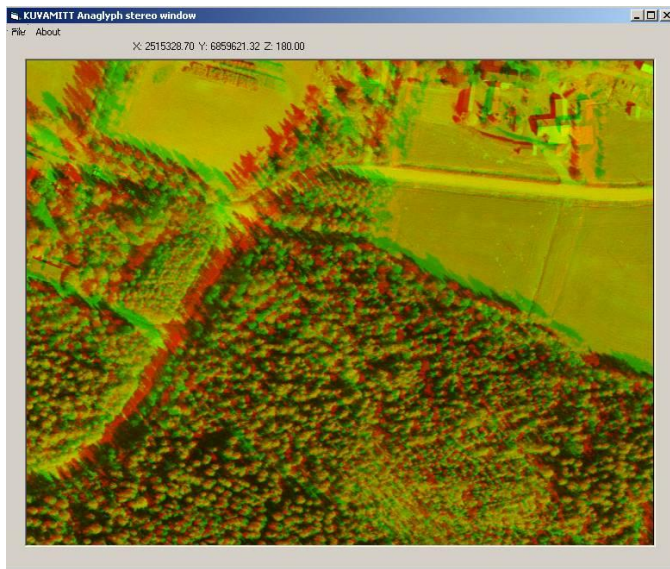 KUVAMITT Anaglyph stereo window
File About
X: 2515328.70 Y: 6859621.32 Z: 180.00